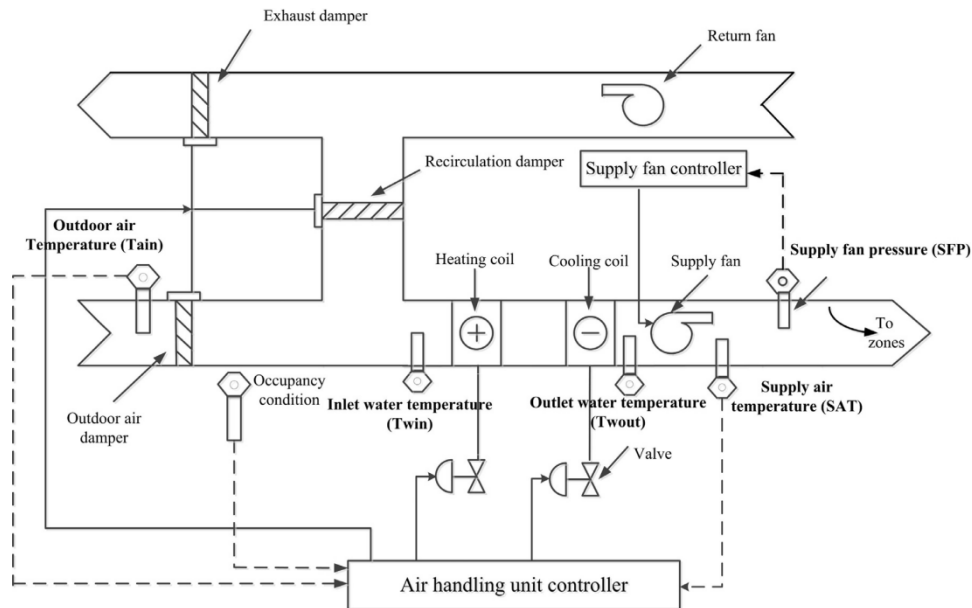 Exhaust damper
Return fan
Recirculation damper
Supply fan controller
Outdoor air
Temperature (Tain)
Heating coil
Cooling coil
Supply fan
Supply fan pressure (SFP)
To
zones
Outdoor air
damper
Occupancy
condition
Inlet water temperature
(Twin)
Outlet water temperature
(Twout)
Supply air
temperature (SAT)
Valve
Air handling unit controller